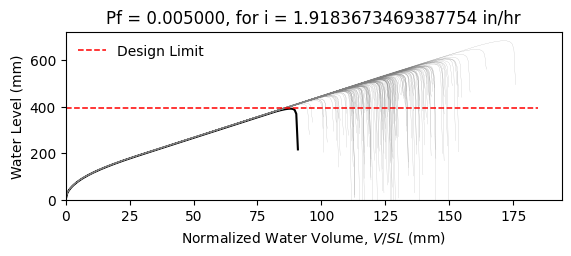 Pf = 0.005000, for i = 1.9183673469387754 in/hr
Design Limit
Water Level (mm)
600
400
200
0
0 25 50 75 100 125 150 175
Normalized Water Volume, V/SL (mm)